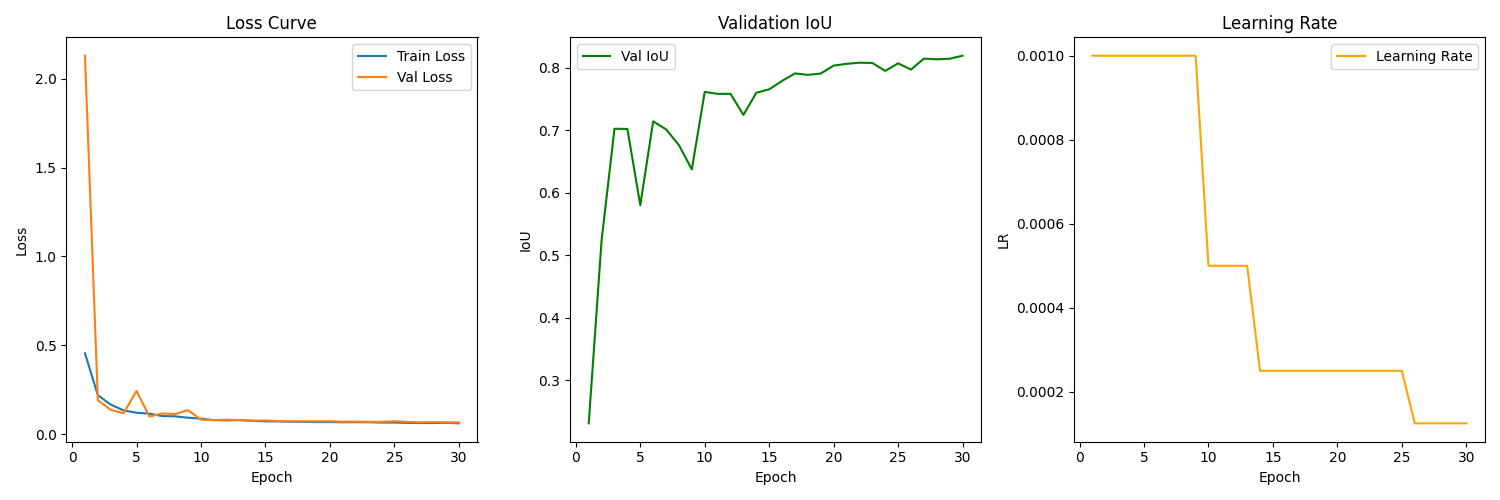 Loss Curve
Train Loss
Val Loss
2.0
1.5
1.0
0.5
0.0
Loss
0 5 10 15 20 25 30
Epoch
Validation IoU
Val IoU
0.8
0.7
0.6
0.5
0.4
0.3
IoU
0 5 10 15 20 25 30
Epoch
Learning Rate
Learning Rate
0.0010
0.0008
0.0006
0.0004
0.0002
LR
0 5 10 15 20 25 30
Epoch